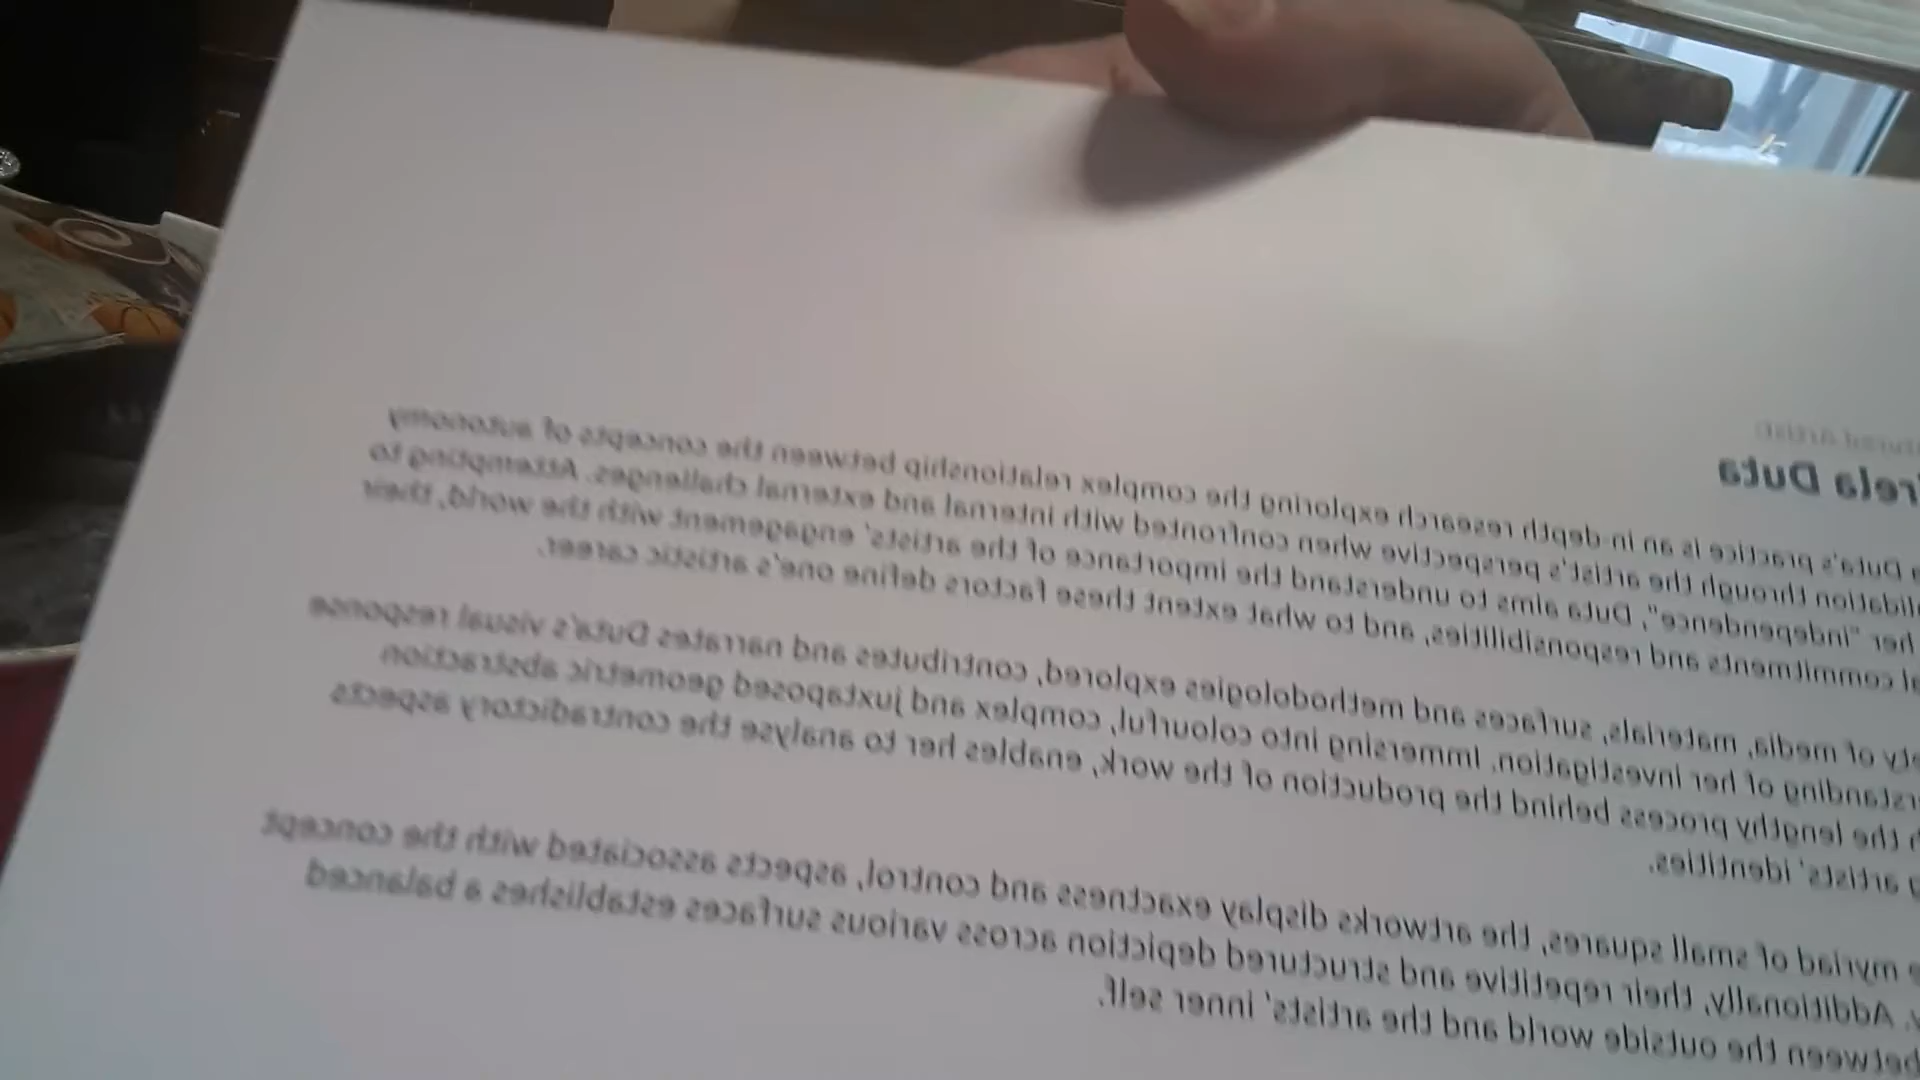 Artist
rela Duta
Duta's practice is an in-depth research exploring the complex relationship between the concepts of autonomy
lidation through the artist's perspective when confronted with internal and external challenges. Attempting to
her "independence", Duta aims to understand the importance of the artists' engagement with the world, their
al commitments and responsibilities, and to what extent these factors define one's artistic career.
ety of media, materials, surfaces and methodologies explored, contributes and narrates Duta's visual response
rstanding of her investigation. Immersing into colourful, complex and juxtaposed geometric abstraction
h the lengthy process behind the production of the work, enables her to analyse the contradictory aspects
g artists' identities.
e myriad of small squares, the artworks display exactness and control, aspects associated with the concept
y. Additionally, their repetitive and structured depiction across various surfaces establishes a balanced
between the outside world and the artists' inner self.